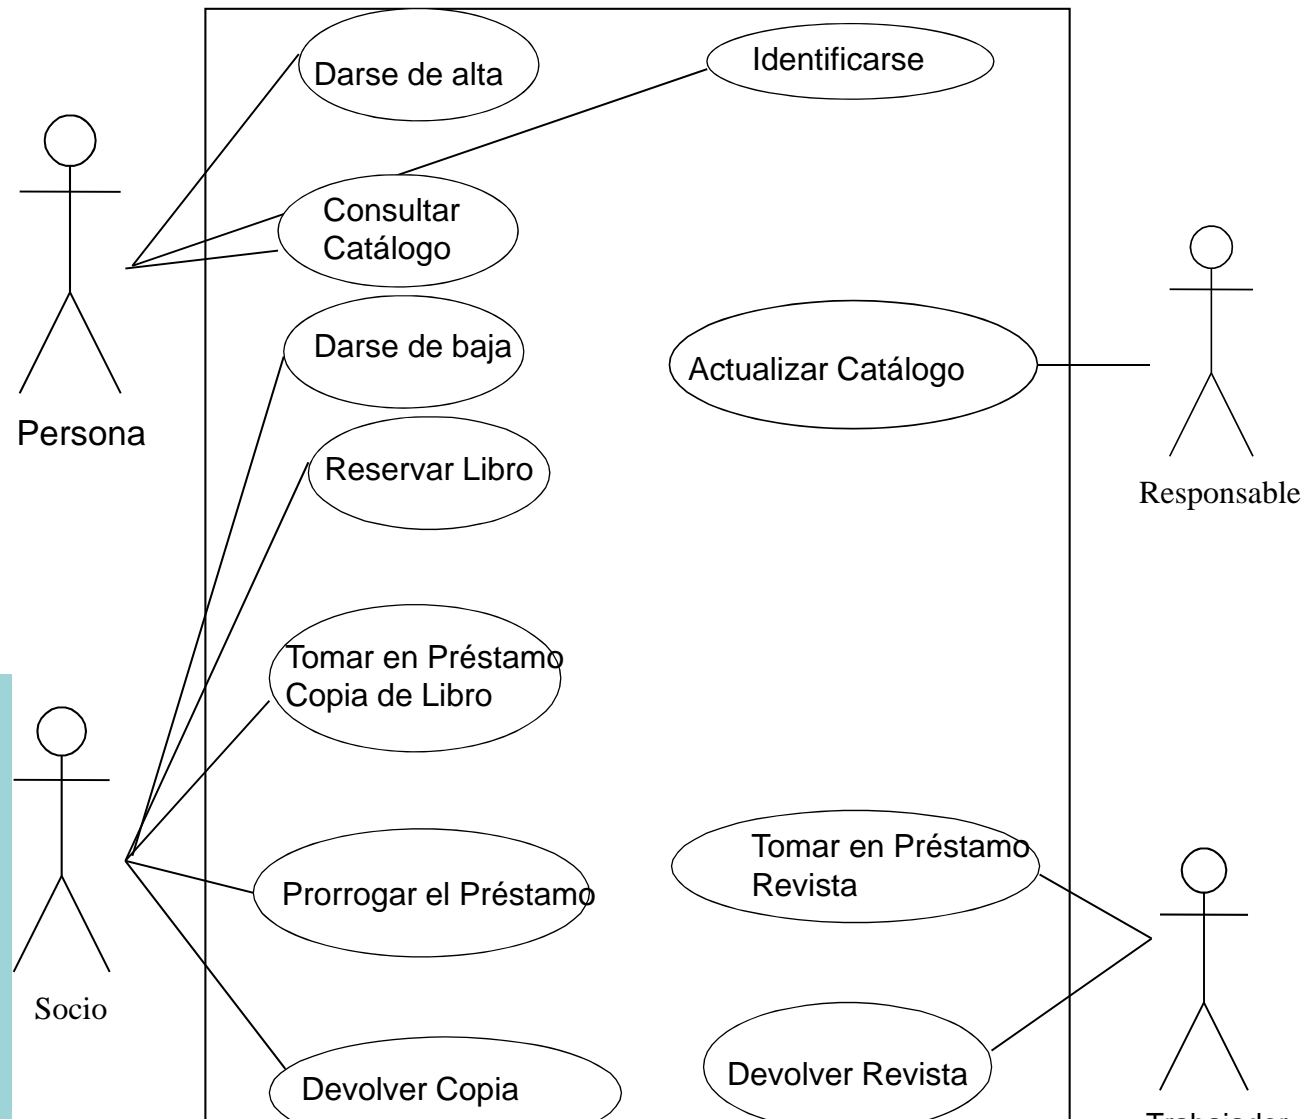 Darse de alta
Identificarse
Consultar
Catálogo
Darse de baja
Actualizar Catálogo
Persona
Reservar Libro
Responsable
Tomar en Préstamo
Copia de Libro
Tomar en Préstamo
Revista
Prorrogar el Préstamo
Socio
Devolver Revista
Devolver Copia
Trabajador